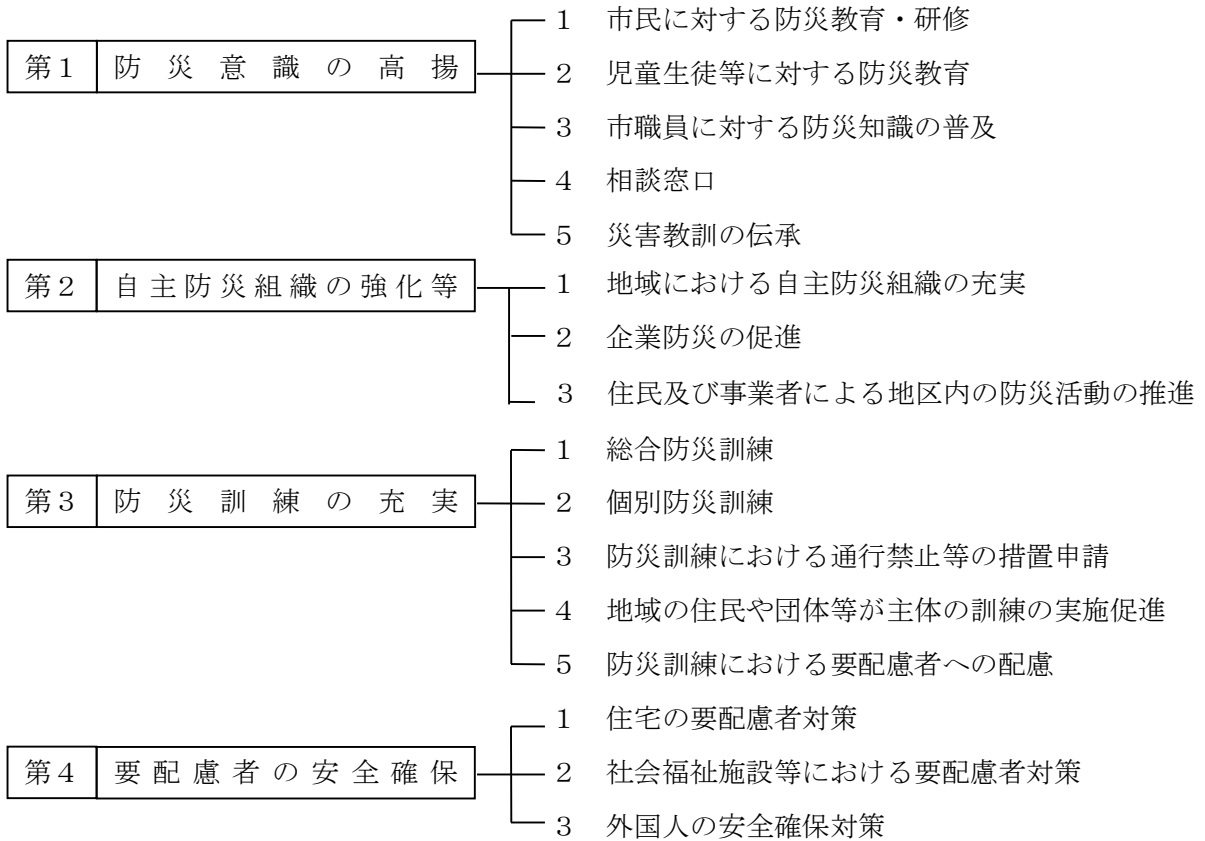 第１ 防災意識の高揚
１ 市民に対する防災教育・研修
２ 児童生徒等に対する防災教育
３ 市職員に対する防災知識の普及
４ 相談窓口
５ 災害教訓の伝承
第２ 自主防災組織の強化等
１ 地域における自主防災組織の充実
２ 企業防災の促進
３ 住民及び事業者による地区内の防災活動の推進
第３ 防災訓練の充実
１ 総合防災訓練
２ 個別防災訓練
３ 防災訓練における通行禁止等の措置申請
４ 地域の住民や団体等が主体の訓練の実施促進
５ 防災訓練における要配慮者への配慮
第４ 要配慮者の安全確保
１ 住宅の要配慮者対策
２ 社会福祉施設等における要配慮者対策
３ 外国人の安全確保対策